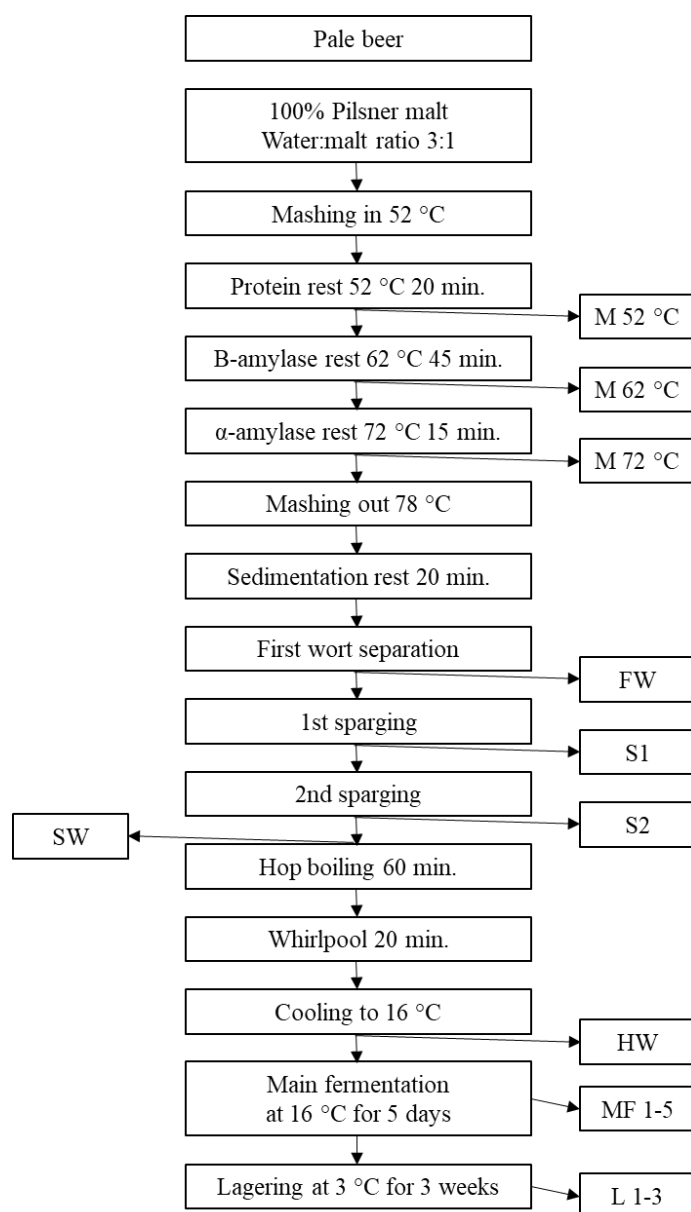 Pale beer
100% Pilsner malt
Water:malt ratio 3:1
Mashing in 52 °C
Protein rest 52 °C 20 min.
M 52 °C
B-amylase rest 62 °C 45 min.
M 62 °C
α-amylase rest 72 °C 15 min.
M 72 °C
Mashing out 78 °C
Sedimentation rest 20 min.
First wort separation
FW
1st sparging
S1
2nd sparging
S2
SW
Hop boiling 60 min.
Whirlpool 20 min.
Cooling to 16 °C
HW
Main fermentation
at 16 °C for 5 days
MF 1-5
Lagering at 3 °C for 3 weeks
L 1-3